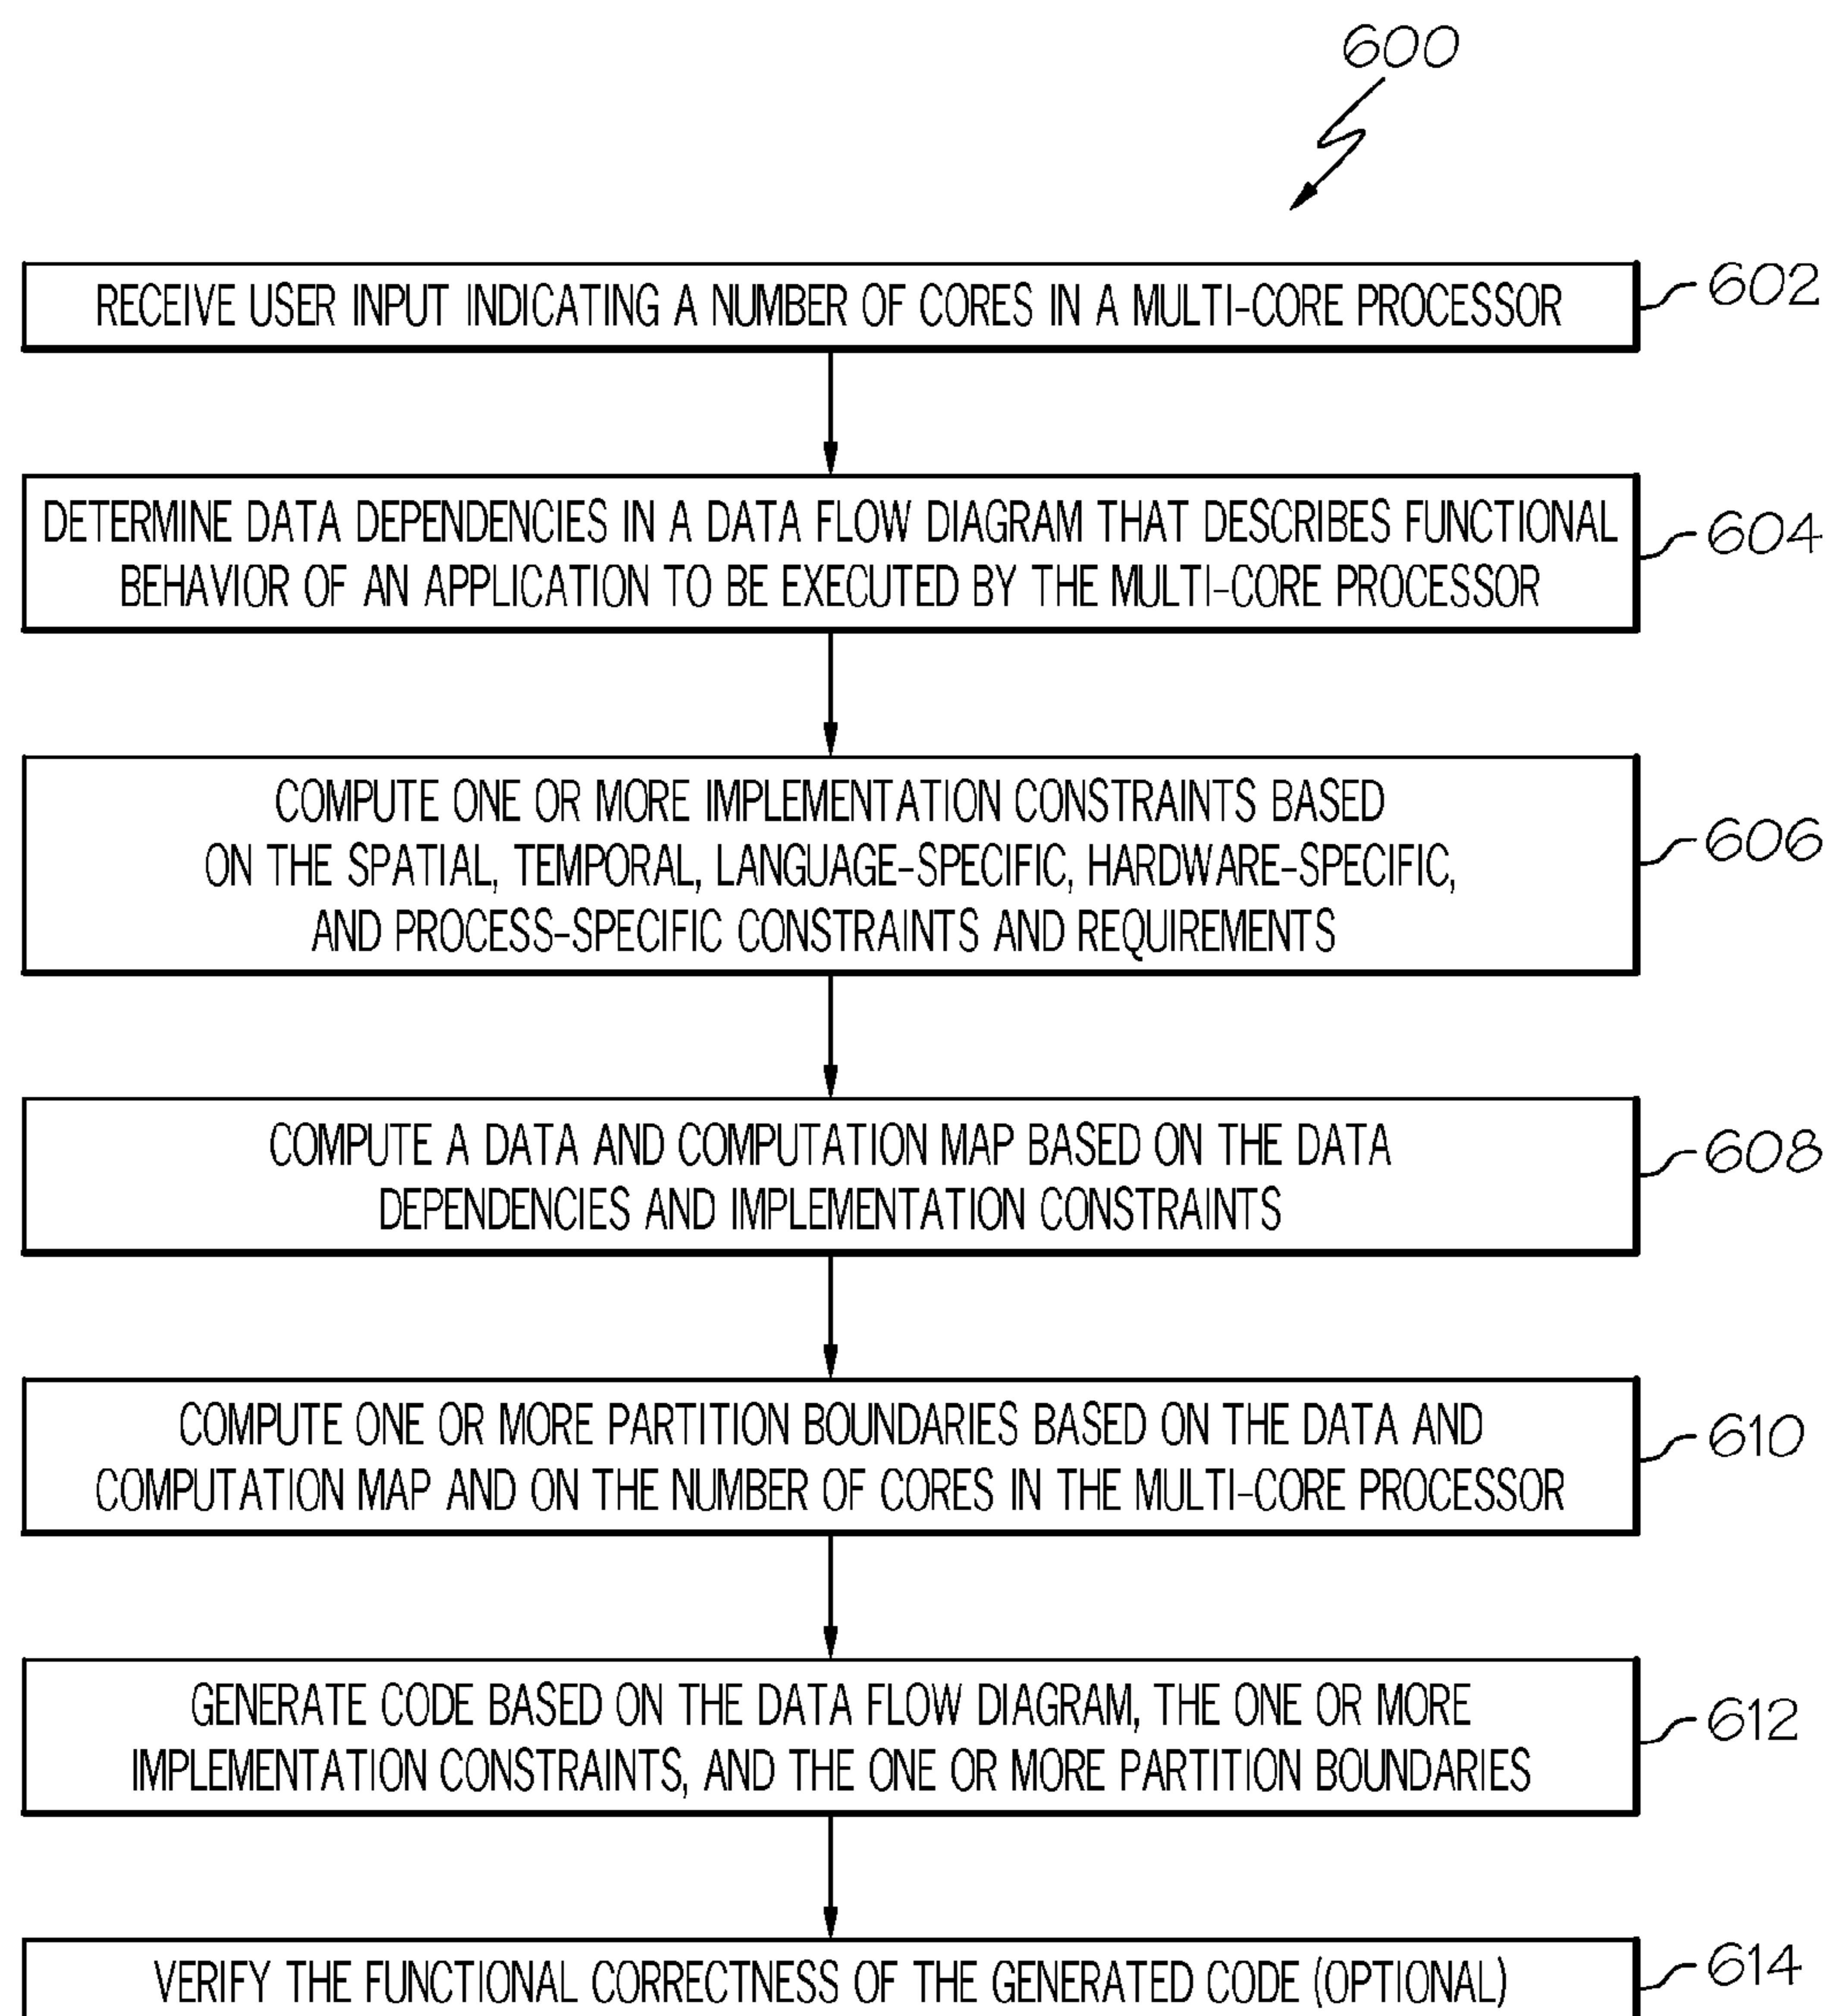 600
RECEIVE USER INPUT INDICATING A NUMBER OF CORES IN A MULTI-CORE PROCESSOR
602
DETERMINE DATA DEPENDENCIES IN A DATA FLOW DIAGRAM THAT DESCRIBES FUNCTIONAL
BEHAVIOR OF AN APPLICATION TO BE EXECUTED BY THE MULTI-CORE PROCESSOR
604
COMPUTE ONE OR MORE IMPLEMENTATION CONSTRAINTS BASED
ON THE SPATIAL, TEMPORAL, LANGUAGE-SPECIFIC, HARDWARE-SPECIFIC,
AND PROCESS-SPECIFIC CONSTRAINTS AND REQUIREMENTS
606
COMPUTE A DATA AND COMPUTATION MAP BASED ON THE DATA
DEPENDENCIES AND IMPLEMENTATION CONSTRAINTS
608
COMPUTE ONE OR MORE PARTITION BOUNDARIES BASED ON THE DATA AND
COMPUTATION MAP AND ON THE NUMBER OF CORES IN THE MULTI-CORE PROCESSOR
610
GENERATE CODE BASED ON THE DATA FLOW DIAGRAM, THE ONE OR MORE
IMPLEMENTATION CONSTRAINTS, AND THE ONE OR MORE PARTITION BOUNDARIES
612
VERIFY THE FUNCTIONAL CORRECTNESS OF THE GENERATED CODE (OPTIONAL)
614